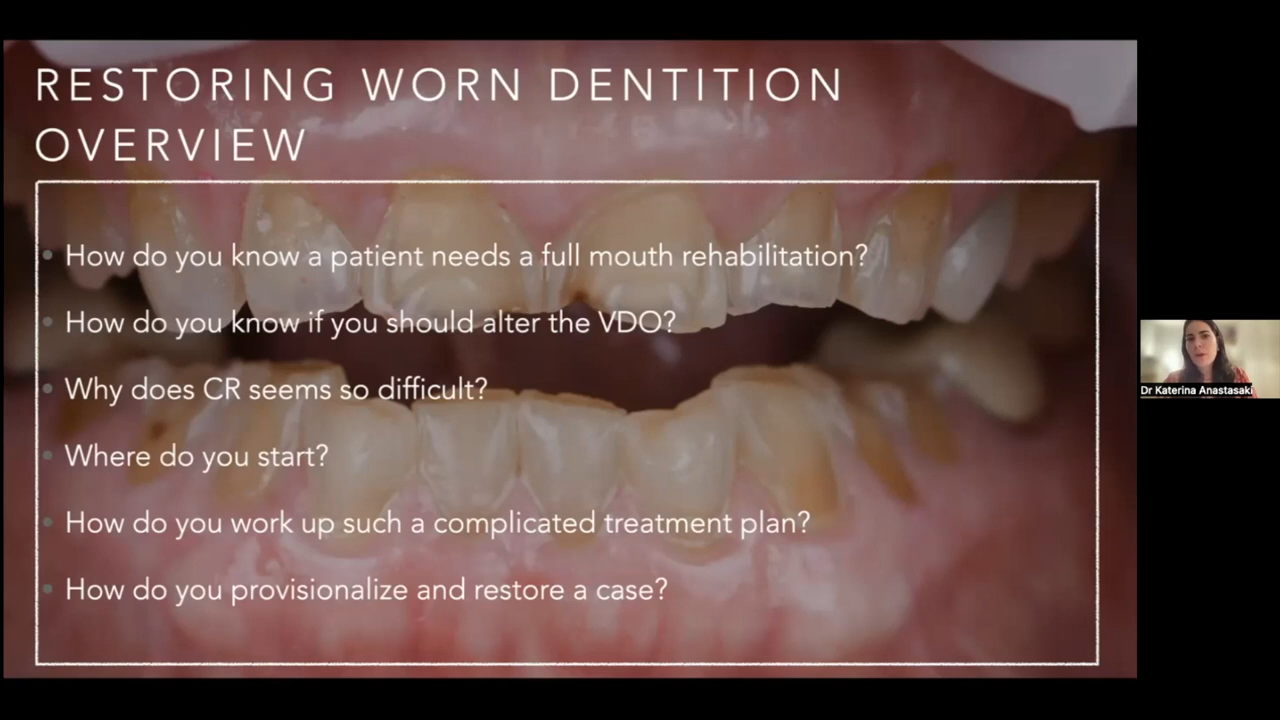 RESTORING WORN DENTITION
OVERVIEW
• How do you know a patient needs a full mouth rehabilitation?
• How do you know if you should alter the VDO?
• Why does CR seems so difficult?
• Where do you start?
• How do you work up such a complicated treatment plan?
• How do you provisionalize and restore a case?
Dr Katerina Anastasaki